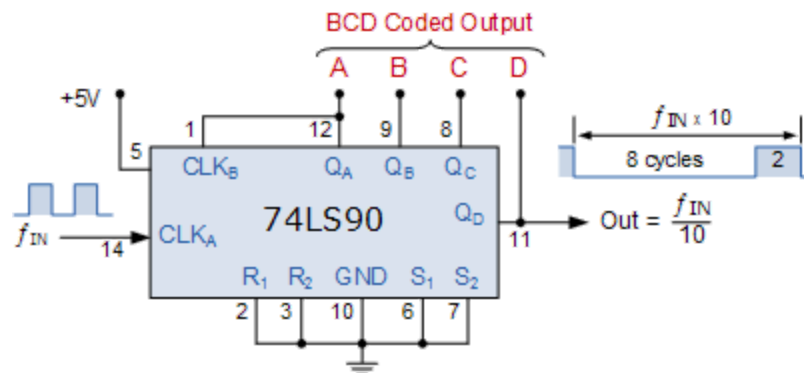 BCD Coded Output
A B C D
+5V
1 12 9 8
f IN x 10
5
CLKB QA QB QC
8 cycles 2
74LS90
QD
Out = fIN/10
fIN 14 CLKA
11
R1 R2 GND S1 S2
2 3 10 6 7